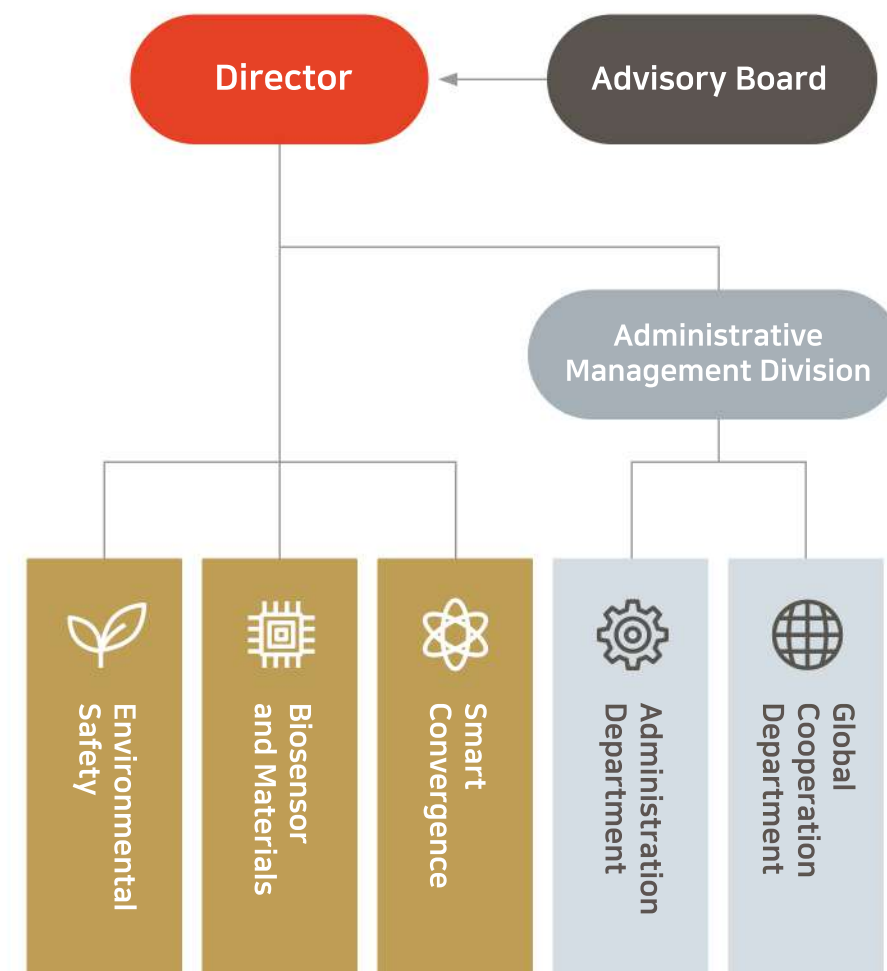 Director
Advisory Board
Administrative
Management Division
Environmental
Safety
Biosensor
and Materials
Smart
Convergence
Administration
Department
Global
Cooperation
Department